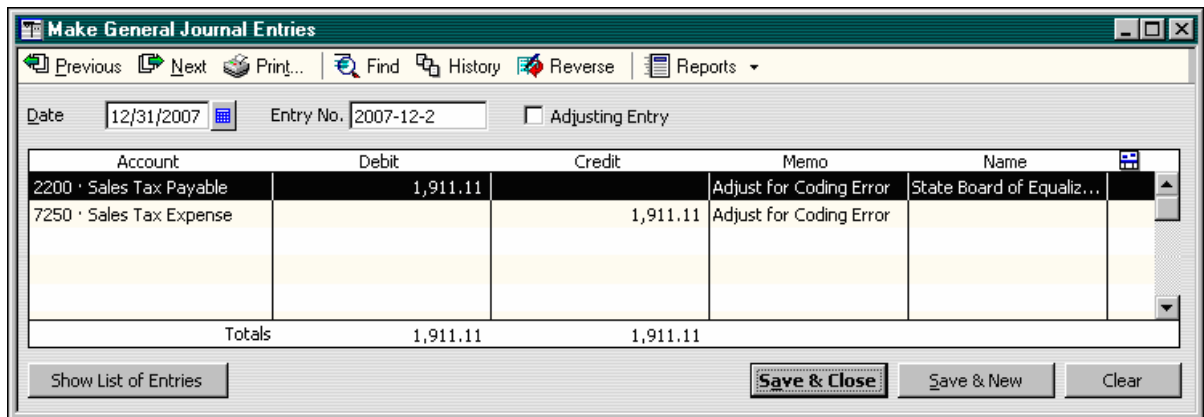 Make General Journal Entries
Previous Next Print... Find History Reverse Reports
Date 12/31/2007 Entry No. 2007-12-2 Adjusting Entry
Account Debit Credit Memo Name
2200 · Sales Tax Payable 1,911.11 Adjust for Coding Error State Board of Equaliz...
7250 · Sales Tax Expense 1,911.11 Adjust for Coding Error
Totals 1,911.11 1,911.11
Show List of Entries Save & Close Save & New Clear